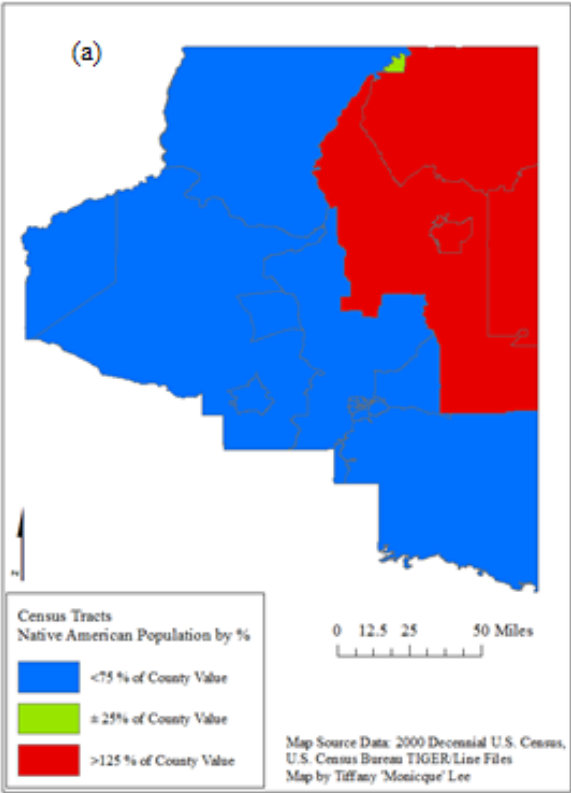 (a)
N
Census Tracts
Native American Population by %
<75 % of County Value
± 25% of County Value
>125 % of County Value
0 12.5 25 50 Miles
Map Source Data: 2000 Decennial U.S. Census,
U.S. Census Bureau TIGER/Line Files
Map by Tiffany 'Monicque' Lee